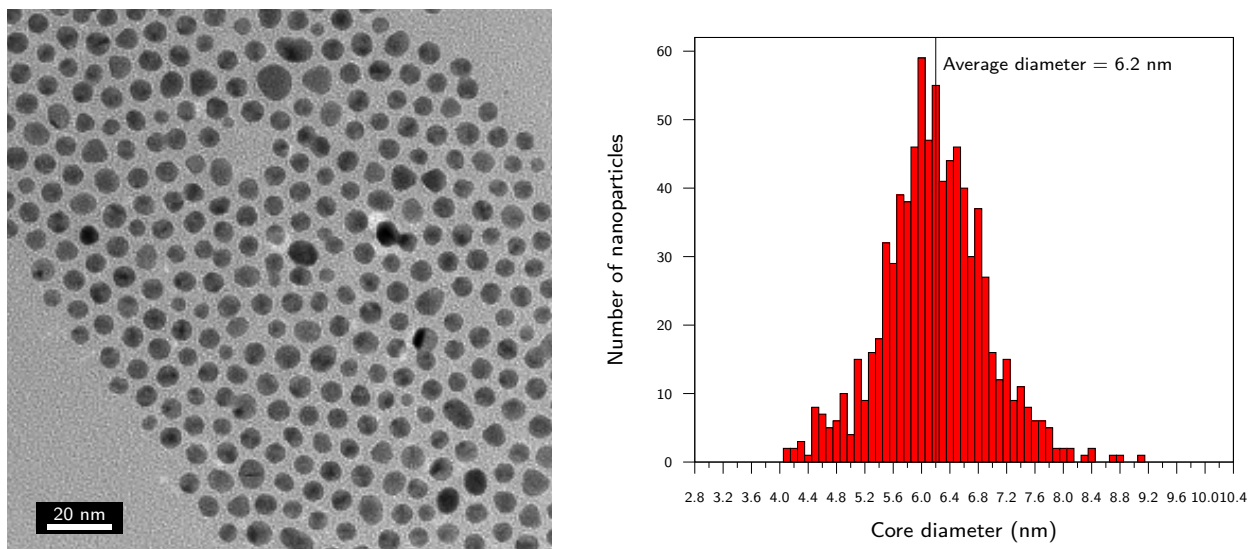 20 nm
Average diameter = 6.2 nm
Number of nanoparticles
60
50
40
30
20
10
0
2.8 3.2 3.6 4.0 4.4 4.8 5.2 5.6 6.0 6.4 6.8 7.2 7.6 8.0 8.4 8.8 9.2 9.6 10.0 10.4
Core diameter (nm)